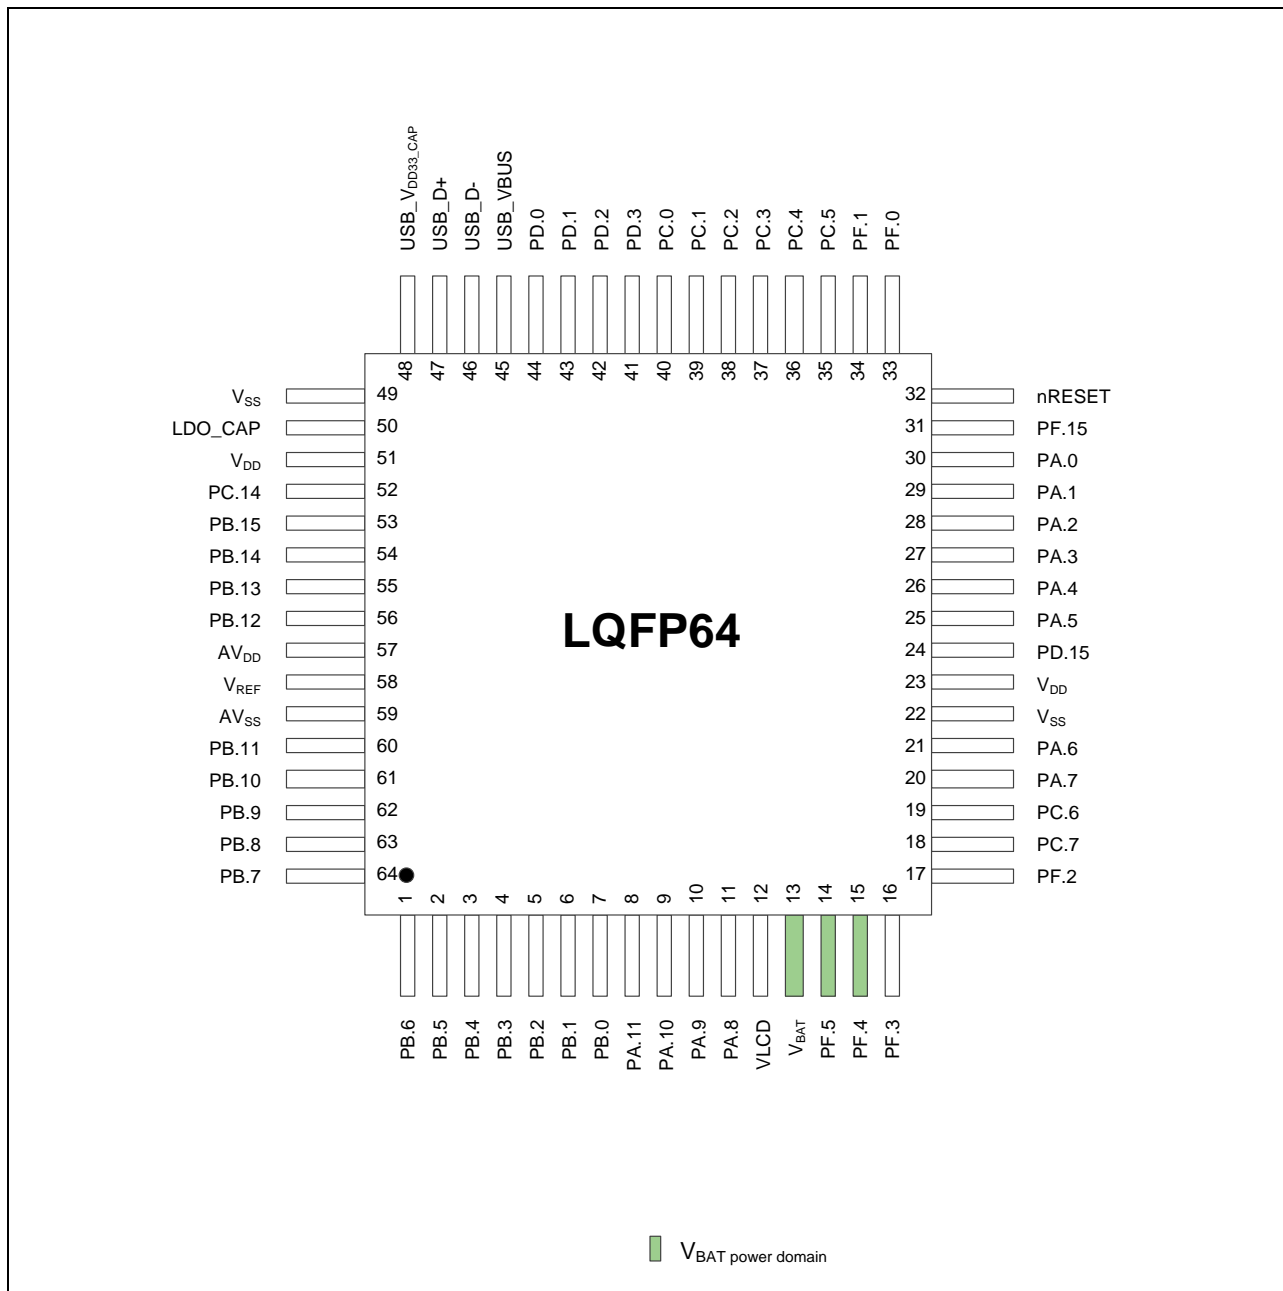 USB_VDD33_CAP
USB_D+
USB_D-
USB_VBUS
PD.0
PD.1
PD.2
PD.3
PC.0
PC.1
PC.2
PC.3
PC.4
PC.5
PF.1
PF.0
48
47
46
45
44
43
42
41
40
39
38
37
36
35
34
33
VSS 49
LDO_CAP 50
VDD 51
PC.14 52
PB.15 53
PB.14 54
PB.13 55
PB.12 56
AVDD 57
VREF 58
AVSS 59
PB.11 60
PB.10 61
PB.9 62
PB.8 63
PB.7 64
LQFP64
32 nRESET
31 PF.15
30 PA.0
29 PA.1
28 PA.2
27 PA.3
26 PA.4
25 PA.5
24 PD.15
23 VDD
22 VSS
21 PA.6
20 PA.7
19 PC.6
18 PC.7
17 PF.2
1
2
3
4
5
6
7
8
9
10
11
12
13
14
15
16
PB.6
PB.5
PB.4
PB.3
PB.2
PB.1
PB.0
PA.11
PA.10
PA.9
PA.8
VLCD
VBAT
PF.5
PF.4
PF.3
VBAT power domain